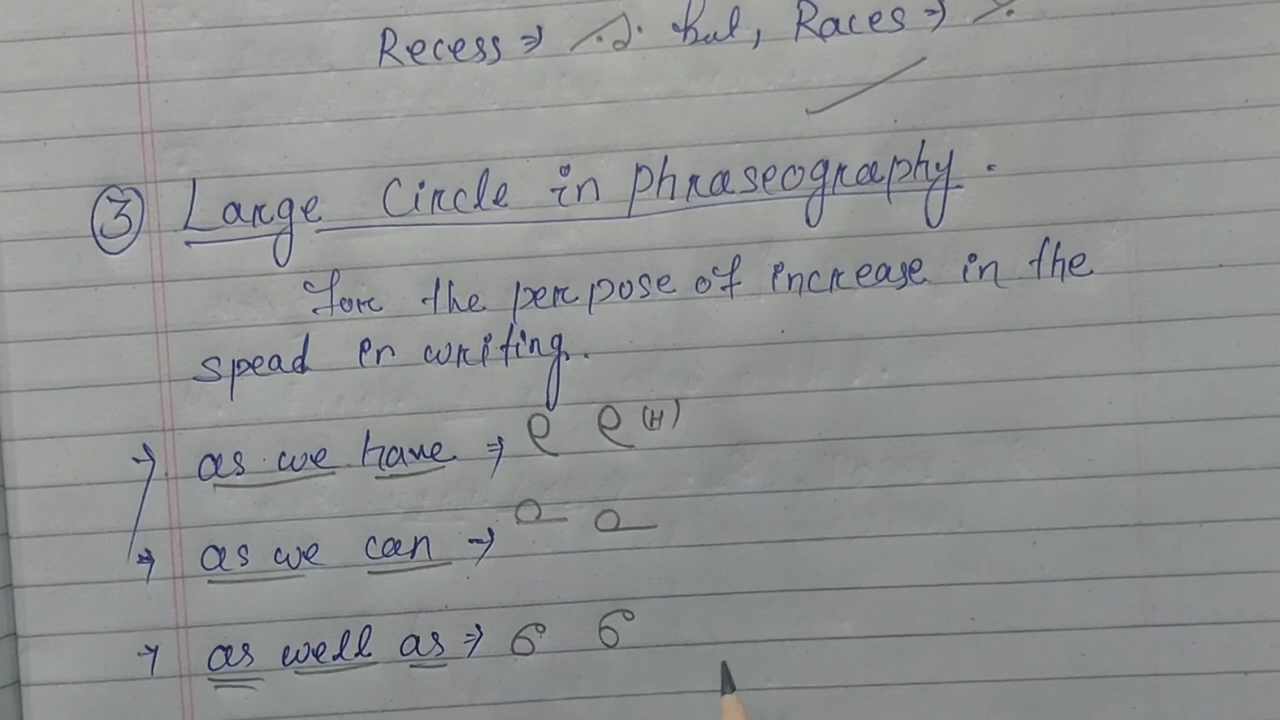 Recess ⇒ but, Races ⇒
③ Large Circle in phraseography.
for the perpose of increase in the
spead in writing.
→ as we have ⇒ (H)
→ as we can →
→ as well as ⇒